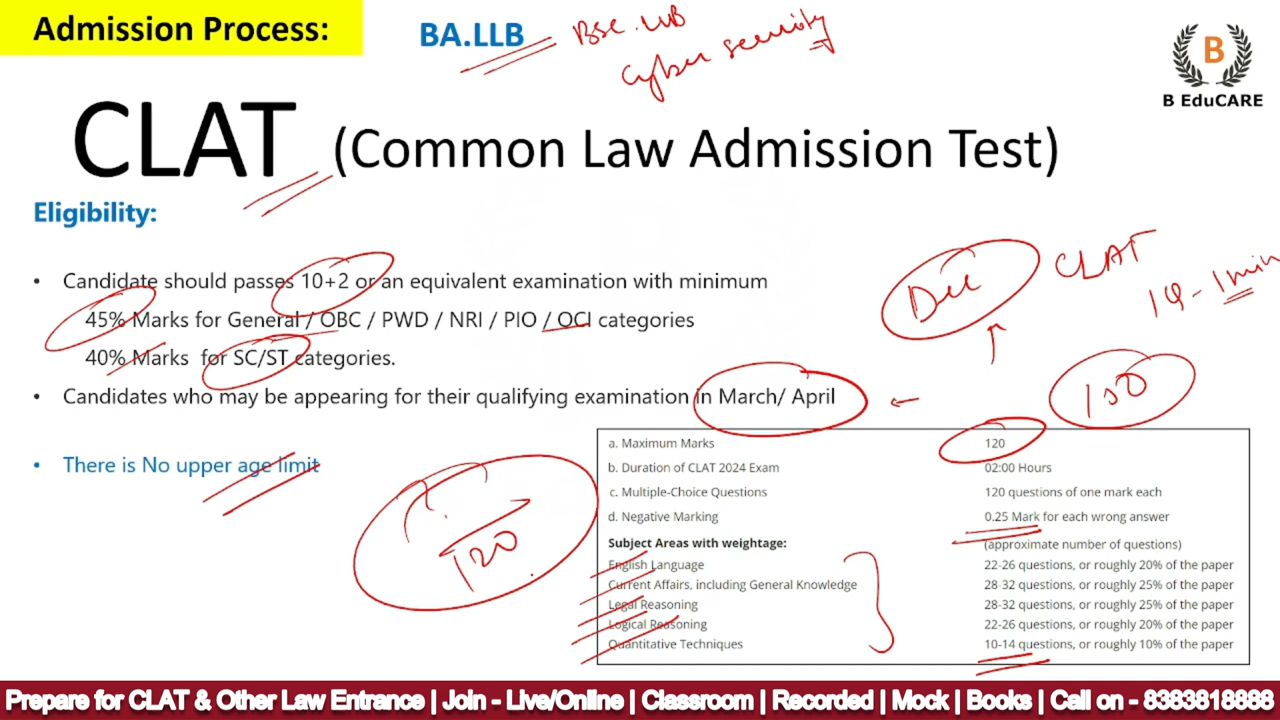 Admission Process:
BA.LLB
BSc.LLB
Cyber Security
B
B EduCARE
CLAT (Common Law Admission Test)
Eligibility:
• Candidate should passes 10+2 or an equivalent examination with minimum
45% Marks for General / OBC / PWD / NRI / PIO / OCI categories
40% Marks for SC/ST categories.
• Candidates who may be appearing for their qualifying examination in March/ April
• There is No upper age limit
Dec
CLAT
1Q - 1min
150
?
120
a. Maximum Marks 120
b. Duration of CLAT 2024 Exam 02:00 Hours
c. Multiple-Choice Questions 120 questions of one mark each
d. Negative Marking 0.25 Mark for each wrong answer
Subject Areas with weightage: (approximate number of questions)
English Language 22-26 questions, or roughly 20% of the paper
Current Affairs, including General Knowledge 28-32 questions, or roughly 25% of the paper
Legal Reasoning 28-32 questions, or roughly 25% of the paper
Logical Reasoning 22-26 questions, or roughly 20% of the paper
Quantitative Techniques 10-14 questions, or roughly 10% of the paper
Prepare for CLAT & Other Law Entrance | Join - Live/Online | Classroom | Recorded | Mock | Books | Call on - 8383818888